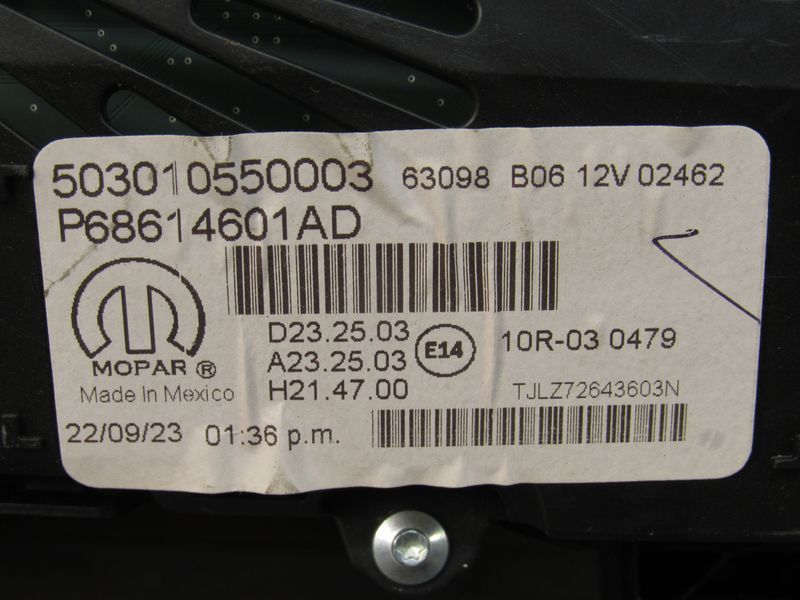 503010550003 63098 B06 12V 02462
P68614601AD
D23.25.03
A23.25.03
H21.47.00
E14
10R-03 0479
MOPAR ®
Made In Mexico
TJLZ72643603N
22/09/23 01:36 p.m.